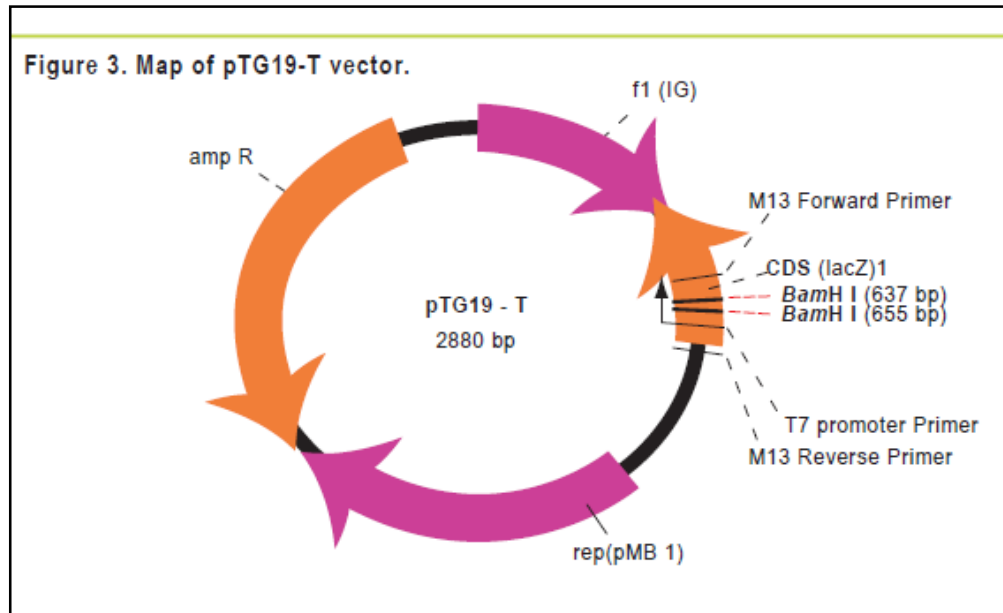 Figure 3. Map of pTG19-T vector.
f1 (IG)
amp R
M13 Forward Primer
CDS (lacZ)1
BamH I (637 bp)
BamH I (655 bp)
pTG19 - T
2880 bp
T7 promoter Primer
M13 Reverse Primer
rep(pMB 1)